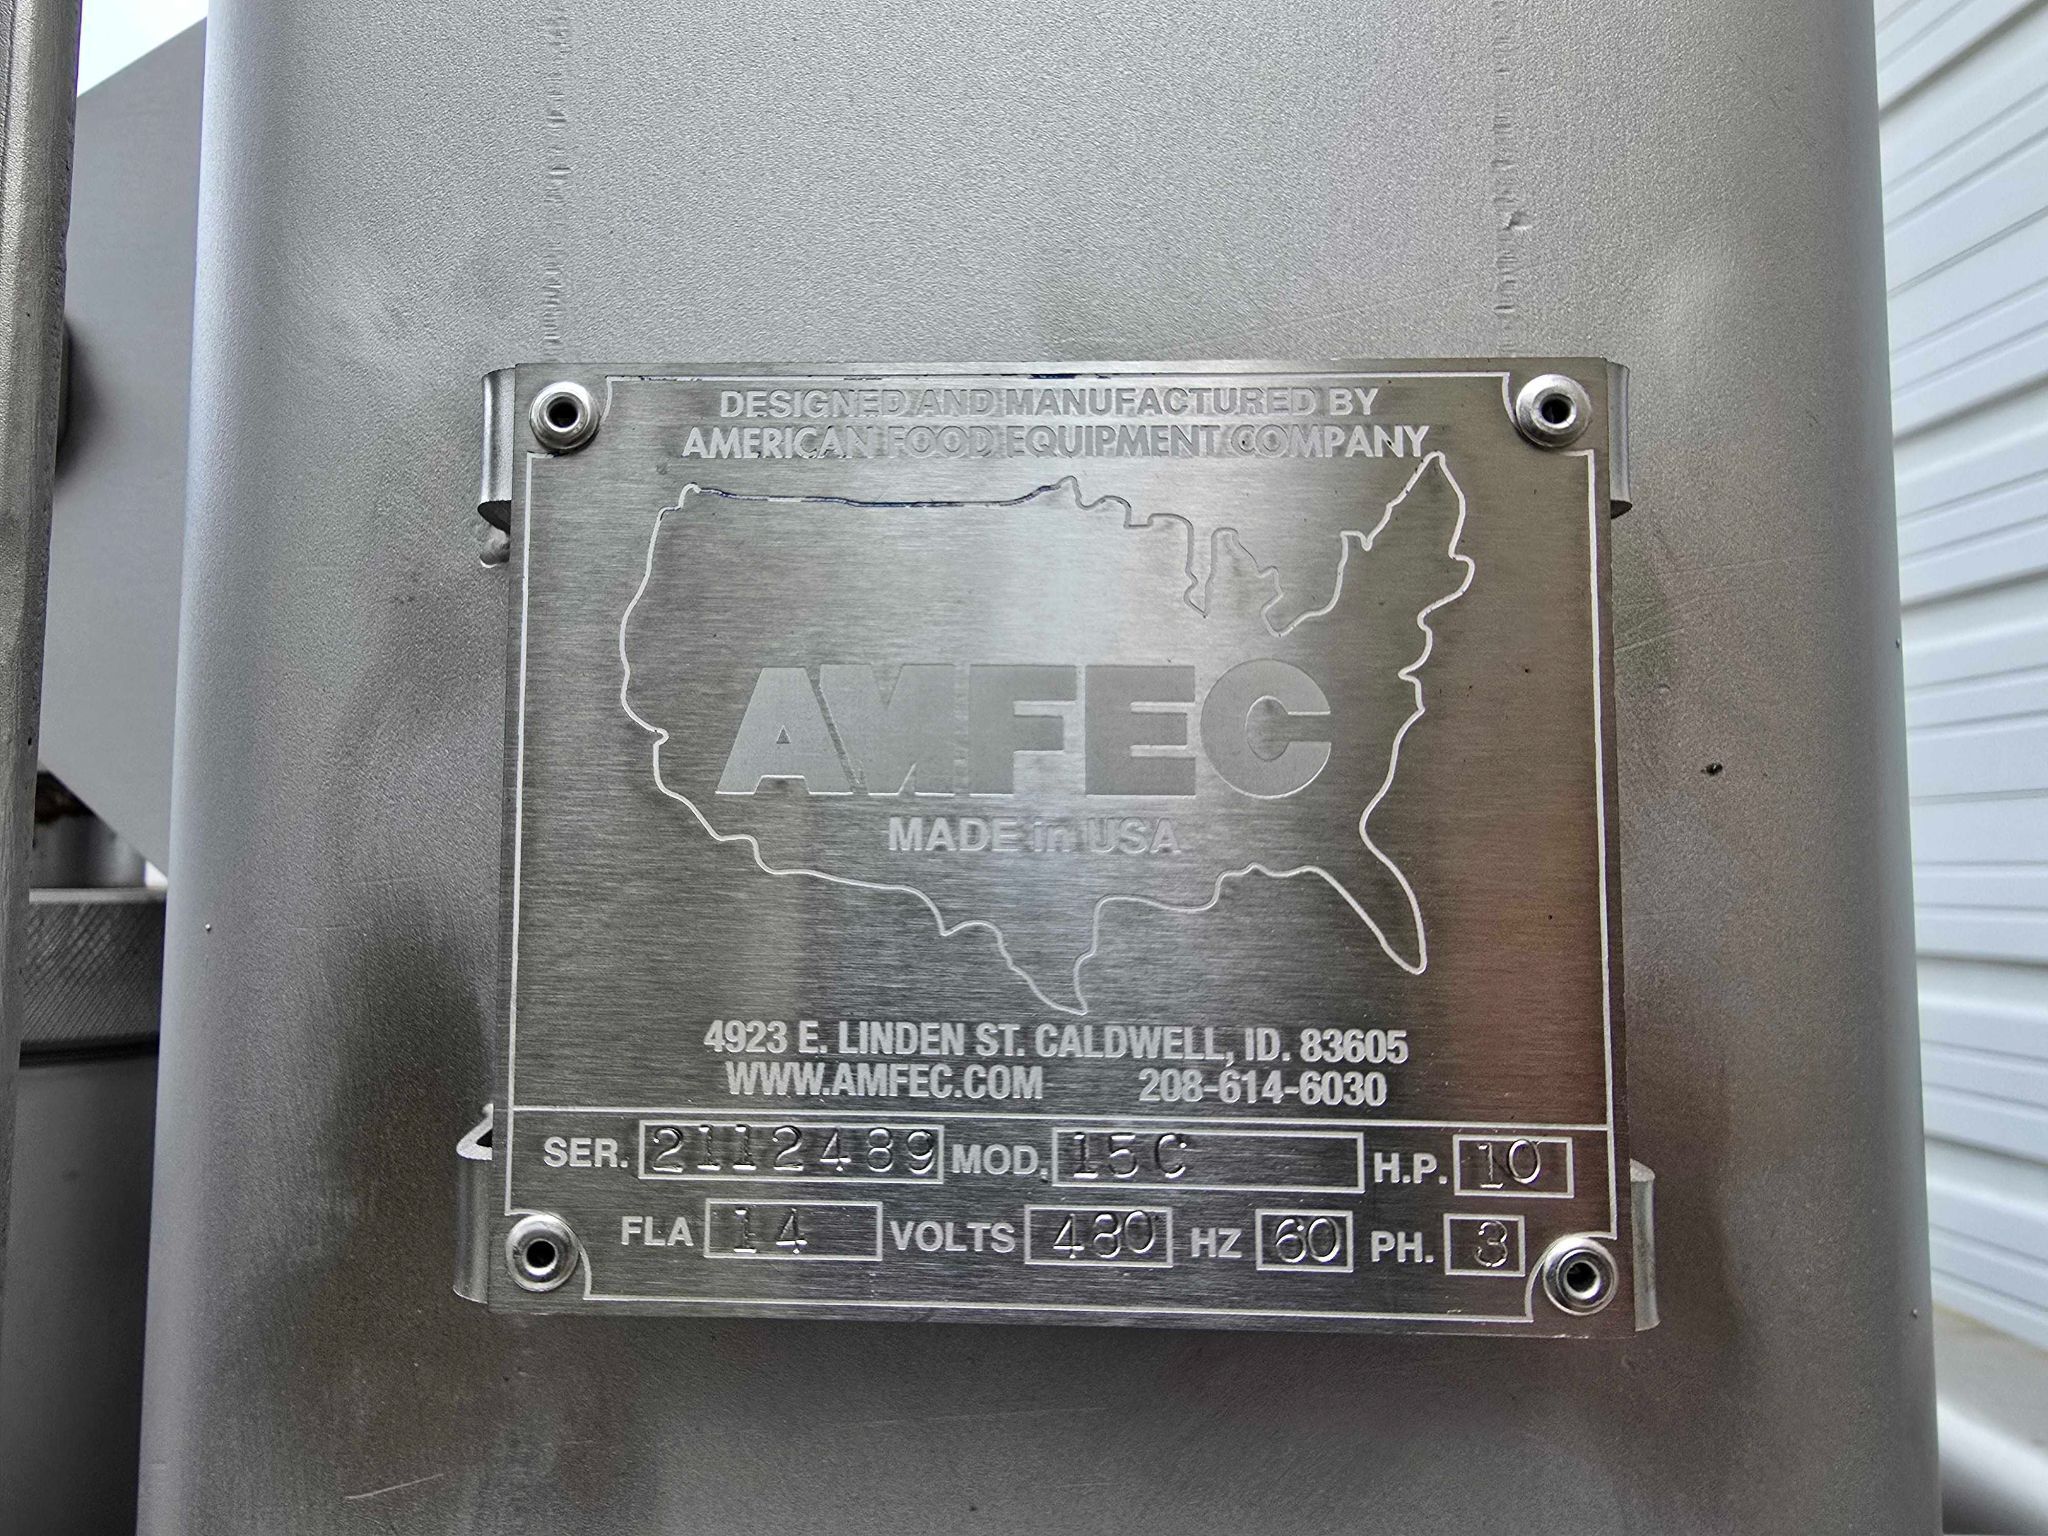 DESIGNED AND MANUFACTURED BY
AMERICAN FOOD EQUIPMENT COMPANY
AMFEC
MADE in USA
4923 E. LINDEN ST. CALDWELL, ID. 83605
WWW.AMFEC.COM 208-614-6030
SER. 2112489 MOD. 15C H.P. 10
FLA 14 VOLTS 480 HZ 60 PH. 3